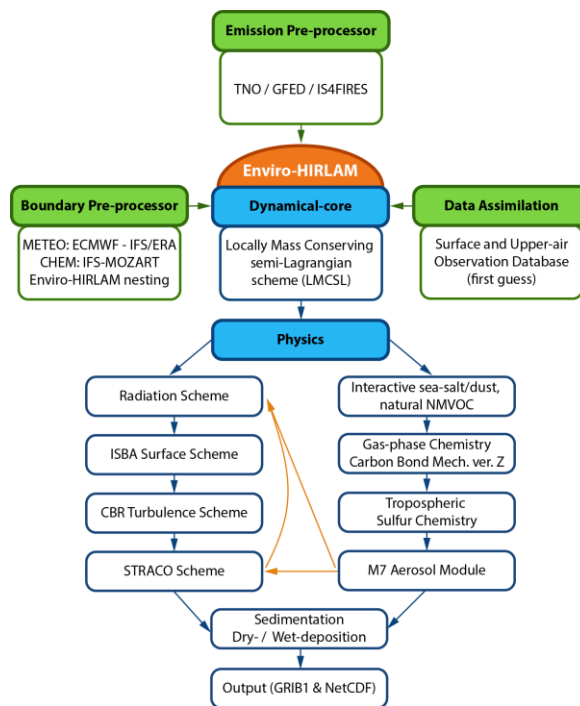 Emission Pre-processor
TNO / GFED / IS4FIRES
Enviro-HIRLAM
Boundary Pre-processor
METEO: ECMWF - IFS/ERA
CHEM: IFS-MOZART
Enviro-HIRLAM nesting
Dynamical-core
Locally Mass Conserving
semi-Lagrangian
scheme (LMCSL)
Data Assimilation
Surface and Upper-air
Observation Database
(first guess)
Physics
Radiation Scheme
ISBA Surface Scheme
CBR Turbulence Scheme
STRACO Scheme
Interactive sea-salt/dust,
natural NMVOC
Gas-phase Chemistry
Carbon Bond Mech. ver. Z
Tropospheric
Sulfur Chemistry
M7 Aerosol Module
Sedimentation
Dry- / Wet-deposition
Output (GRIB1 & NetCDF)